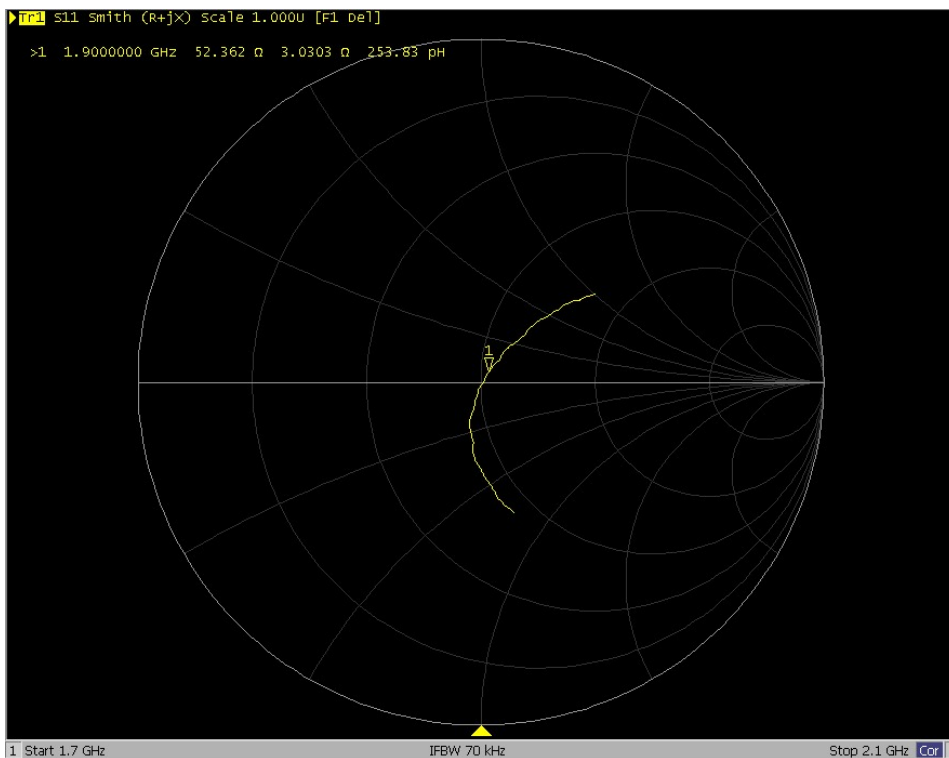 Tr1 S11 Smith (R+jX) Scale 1.000U [F1 Del]
>1 1.9000000 GHz 52.362 Ω 3.0303 Ω 253.83 pH
1
1 Start 1.7 GHz IFBW 70 kHz Stop 2.1 GHz Cor